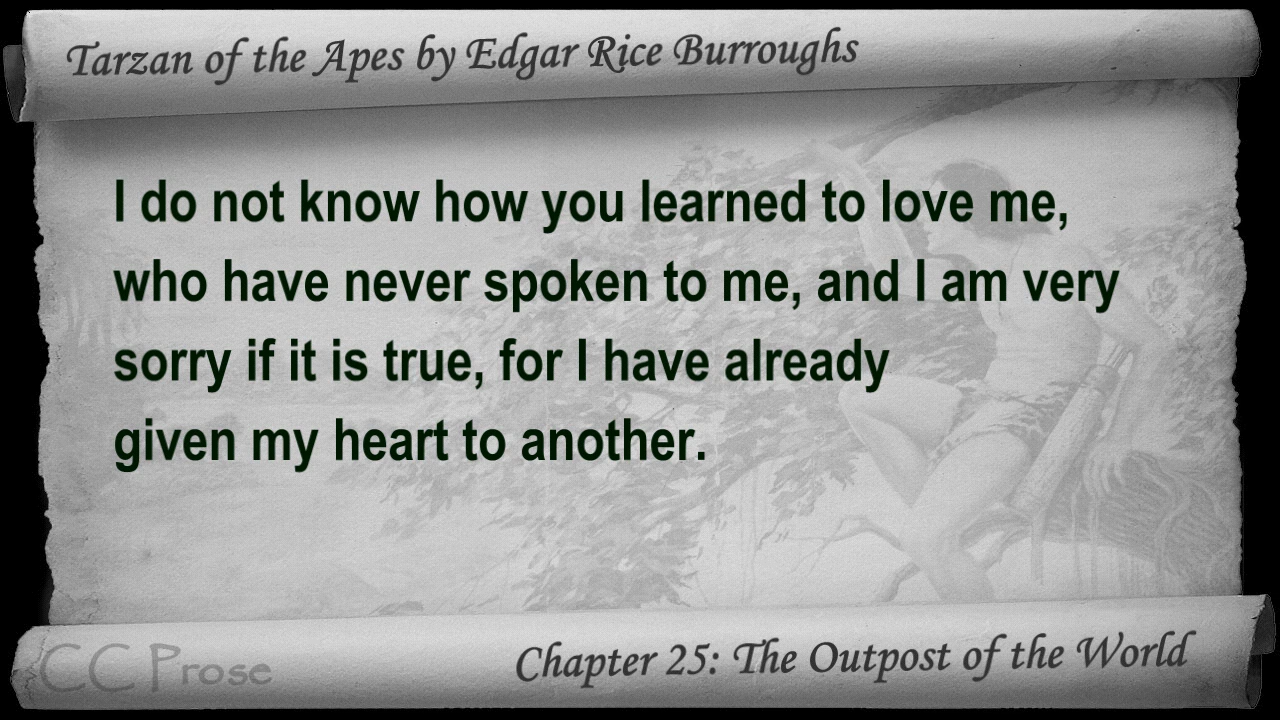 Tarzan of the Apes by Edgar Rice Burroughs
I do not know how you learned to love me,
who have never spoken to me, and I am very
sorry if it is true, for I have already
given my heart to another.
CC Prose
Chapter 25: The Outpost of the World